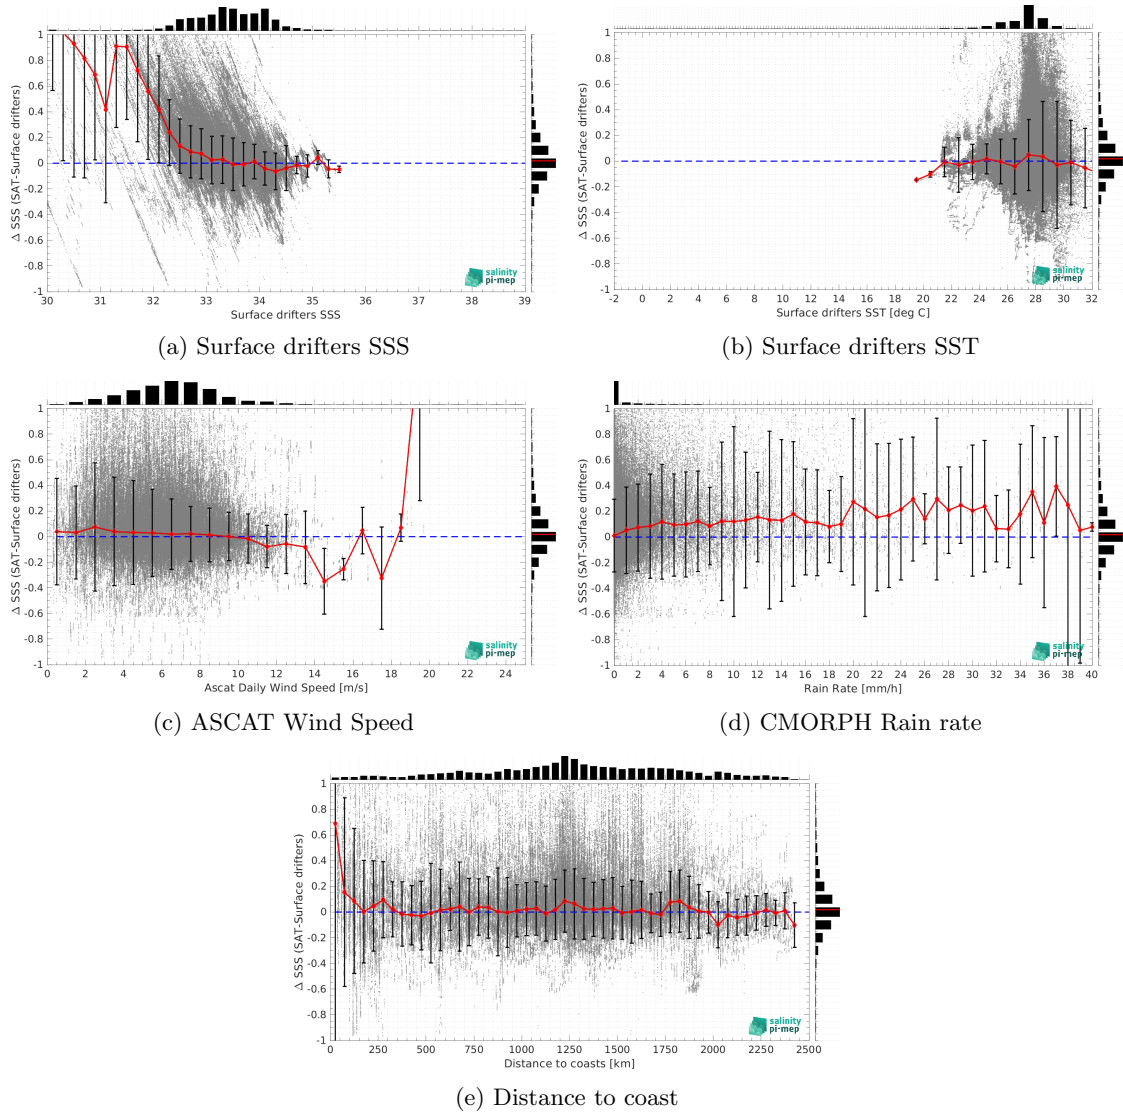 Δ SSS (SAT-Surface drifters)
1
0.8
0.6
0.4
0.2
0
-0.2
-0.4
-0.6
-0.8
-1
30 31 32 33 34 35 36 37 38 39
Surface drifters SSS
salinity
pi-mep
(a) Surface drifters SSS
Δ SSS (SAT-Surface drifters)
1
0.8
0.6
0.4
0.2
0
-0.2
-0.4
-0.6
-0.8
-1
-2 0 2 4 6 8 10 12 14 16 18 20 22 24 26 28 30 32
Surface drifters SST [deg C]
salinity
pi-mep
(b) Surface drifters SST
Δ SSS (SAT-Surface drifters)
1
0.8
0.6
0.4
0.2
0
-0.2
-0.4
-0.6
-0.8
-1
0 2 4 6 8 10 12 14 16 18 20 22 24
Ascat Daily Wind Speed [m/s]
salinity
pi-mep
(c) ASCAT Wind Speed
Δ SSS (SAT-Surface drifters)
1
0.8
0.6
0.4
0.2
0
-0.2
-0.4
-0.6
-0.8
-1
0 2 4 6 8 10 12 14 16 18 20 22 24 26 28 30 32 34 36 38 40
Rain Rate [mm/h]
salinity
pi-mep
(d) CMORPH Rain rate
Δ SSS (SAT-Surface drifters)
1
0.8
0.6
0.4
0.2
0
-0.2
-0.4
-0.6
-0.8
-1
0 250 500 750 1000 1250 1500 1750 2000 2250 2500
Distance to coasts [km]
salinity
pi-mep
(e) Distance to coast